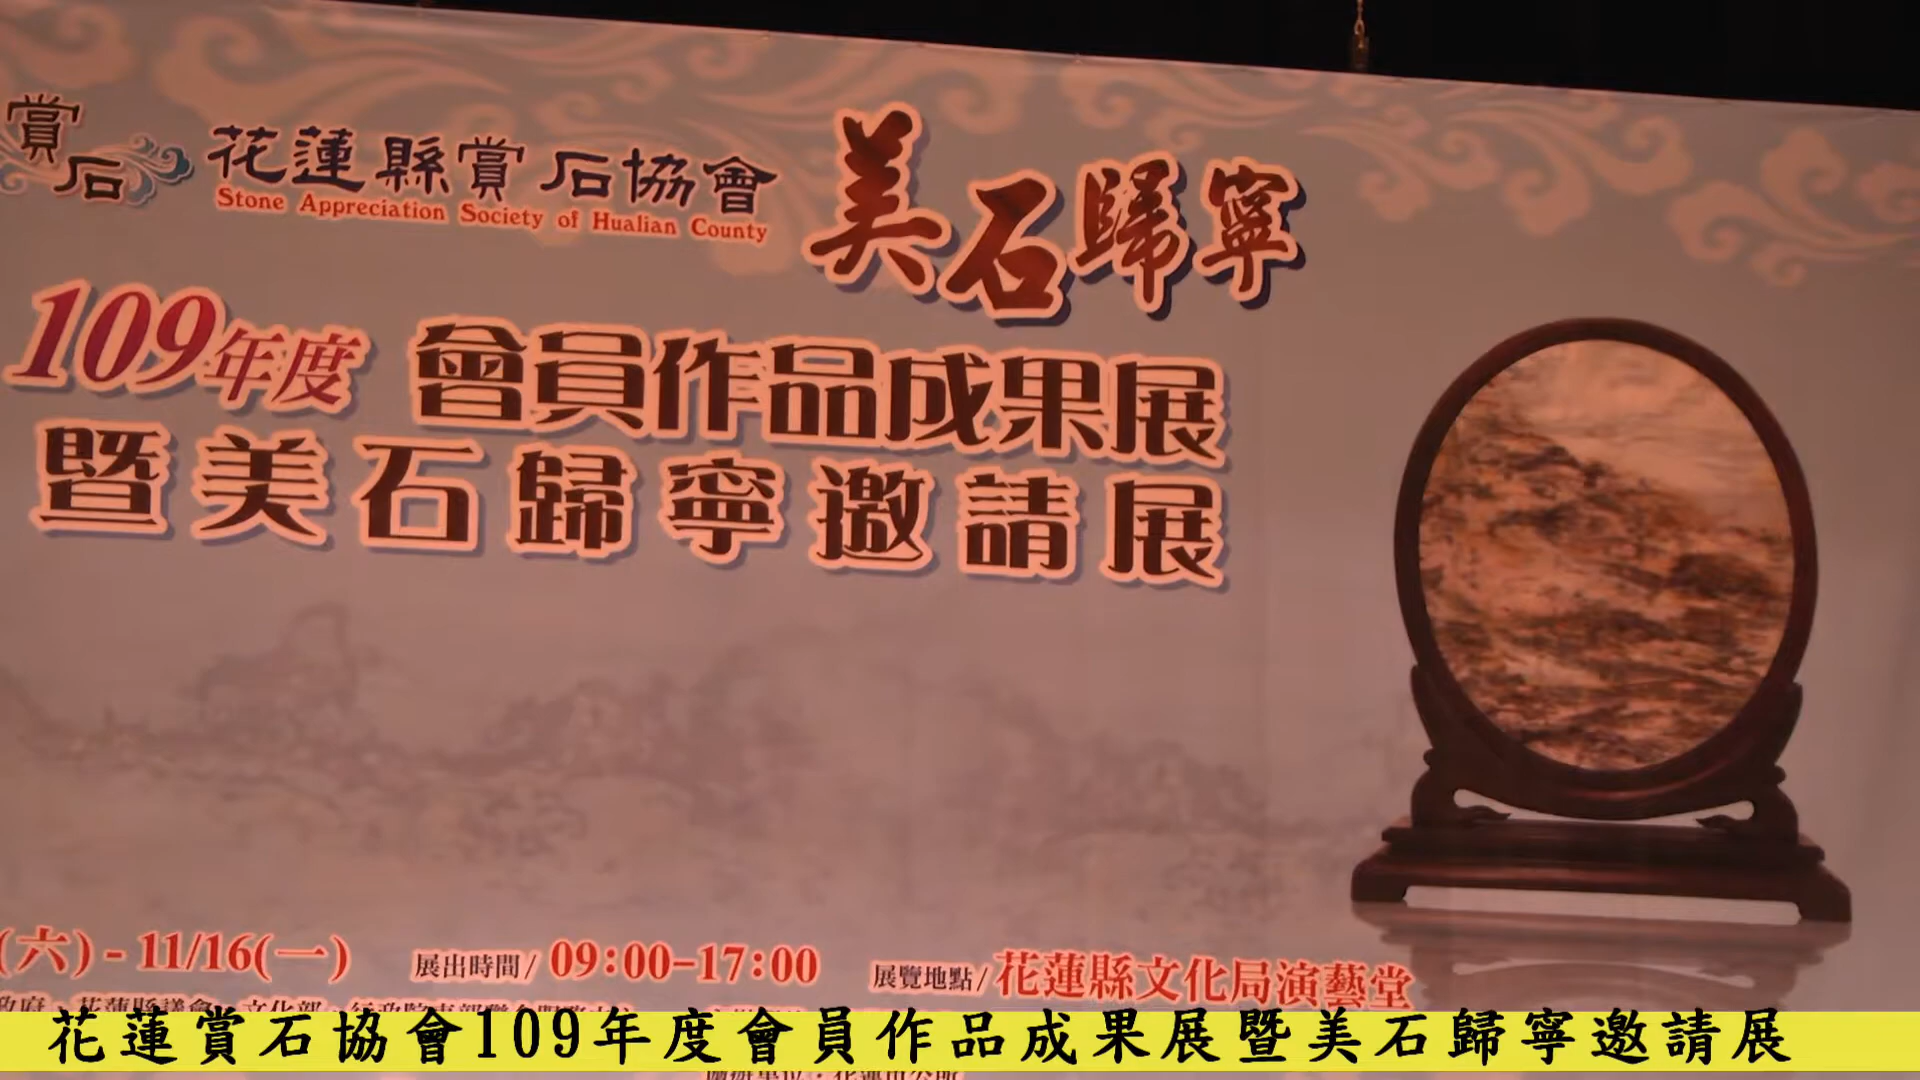 賞石
花蓮縣賞石協會
Stone Appreciation Society of Hualian County
美石歸寧
109年度 會員作品成果展
暨美石歸寧邀請展
(六)-11/16(一) 展出時間/09:00-17:00 展覽地點/花蓮縣文化局演藝堂
花蓮賞石協會109年度會員作品成果展暨美石歸寧邀請展